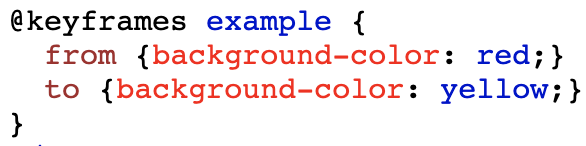 @keyframes example {
  from {background-color: red;}
  to {background-color: yellow;}
}